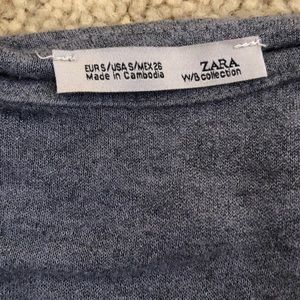 EUR S/USA S/MEX 26
Made in Cambodia
ZARA
W/B collection